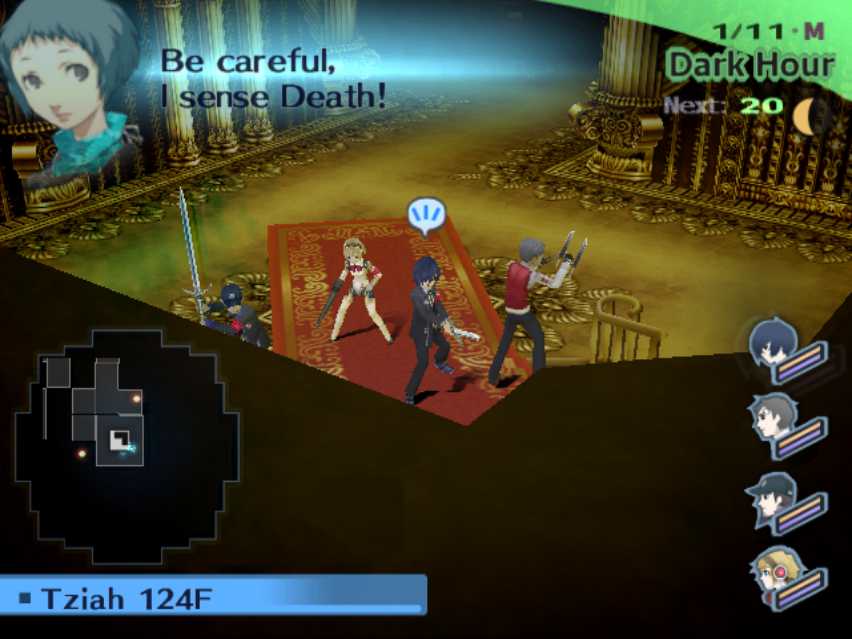 Be careful,
I sense Death!
1/11・M
Dark Hour
Next: 20
Tziah 124F